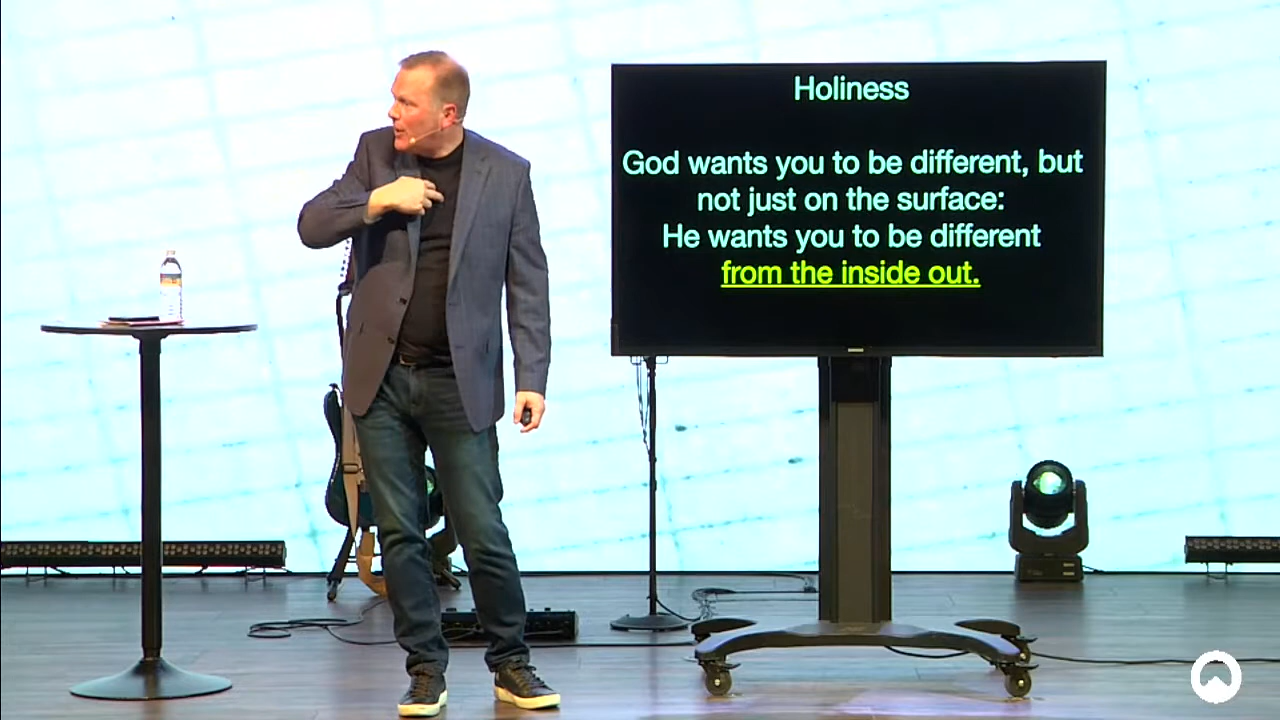 Holiness
God wants you to be different, but
not just on the surface:
He wants you to be different
from the inside out.